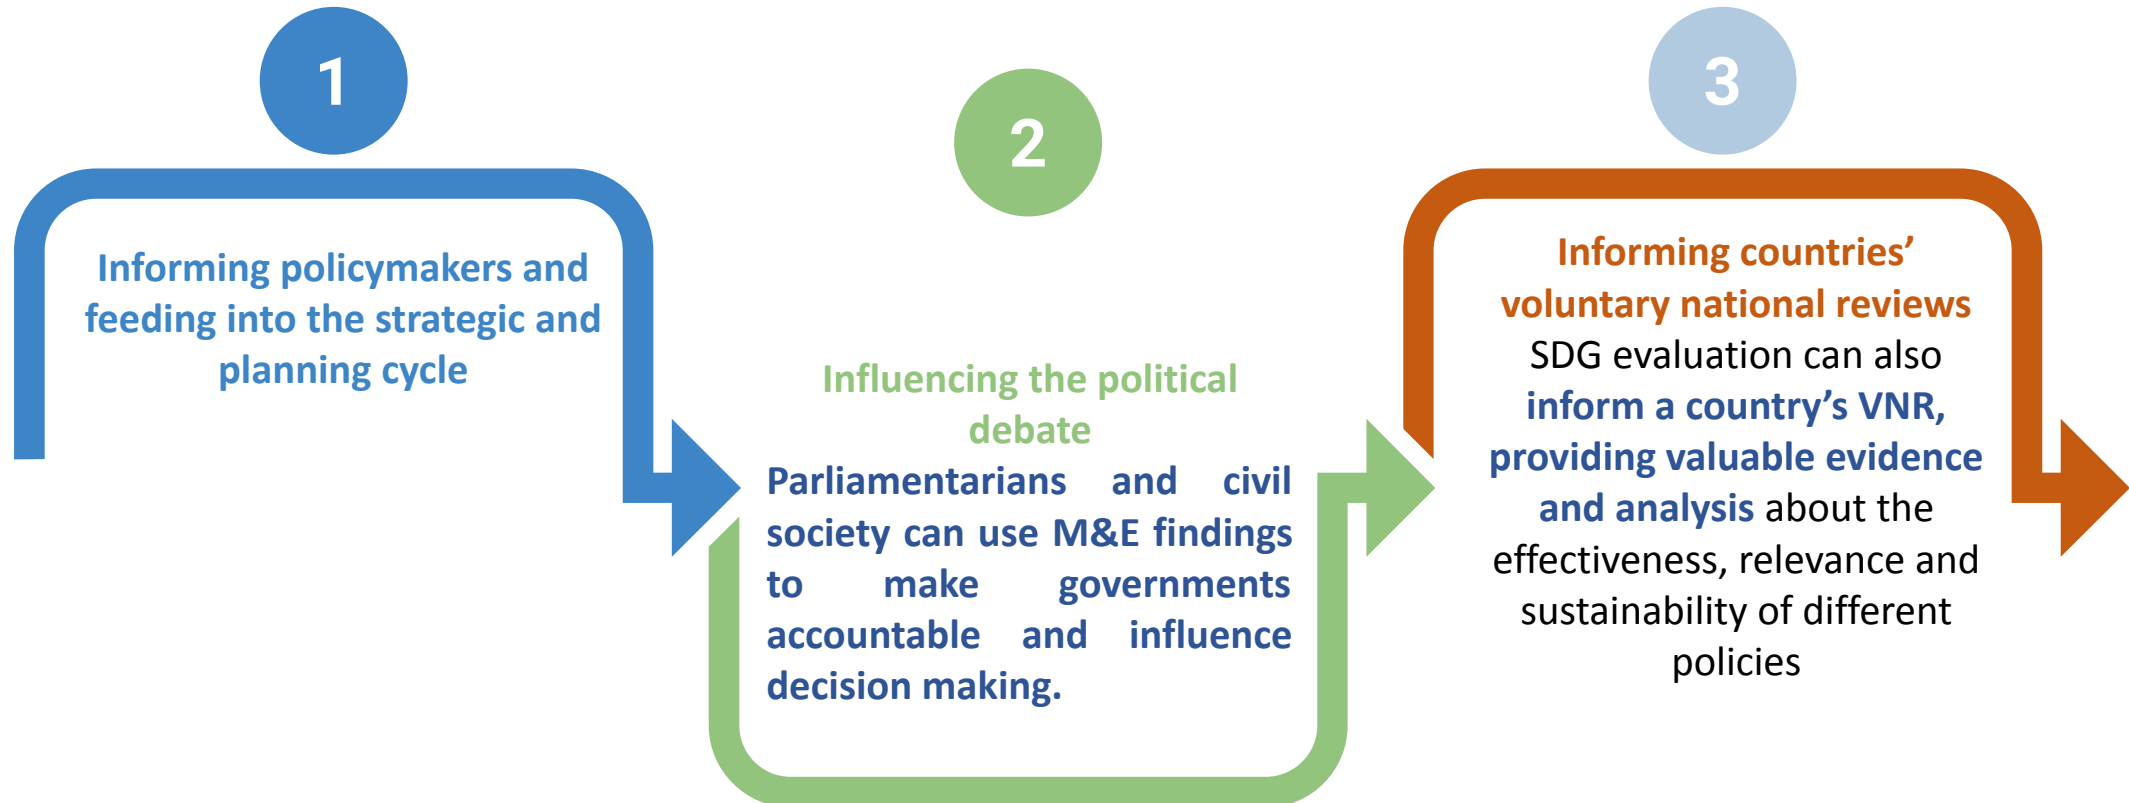 1
Informing policymakers and
feeding into the strategic and
planning cycle
2
Influencing the political
debate
Parliamentarians and civil
society can use M&E findings
to make governments
accountable and influence
decision making.
3
Informing countries’
voluntary national reviews
SDG evaluation can also
inform a country’s VNR,
providing valuable evidence
and analysis about the
effectiveness, relevance and
sustainability of different
policies